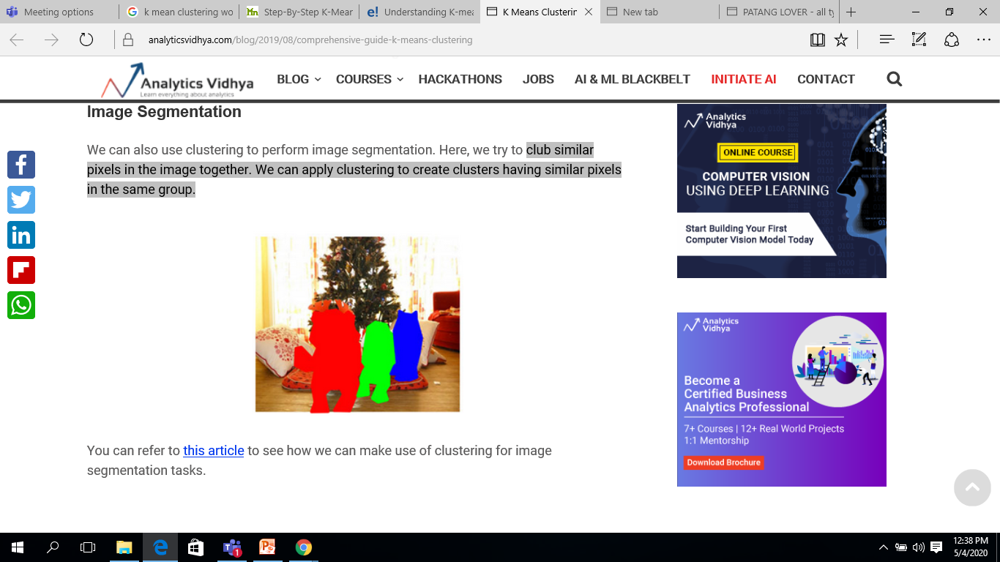 Meeting options
k mean clustering wo
Step-By-Step K-Mear
Understanding K-mea
K Means Clusterin
New tab
PATANG LOVER - all ty
analyticsvidhya.com/blog/2019/08/comprehensive-guide-k-means-clustering
Analytics Vidhya
Learn everything about analytics
BLOG
COURSES
HACKATHONS
JOBS
AI & ML BLACKBELT
INITIATE AI
CONTACT
Image Segmentation
We can also use clustering to perform image segmentation. Here, we try to club similar
pixels in the image together. We can apply clustering to create clusters having similar pixels
in the same group.
You can refer to this article to see how we can make use of clustering for image
segmentation tasks.
Analytics
Vidhya
ONLINE COURSE
COMPUTER VISION
USING DEEP LEARNING
Start Building Your First
Computer Vision Model Today
Analytics
Vidhya
Become a
Certified Business
Analytics Professional
7+ Courses | 12+ Real World Projects
1:1 Mentorship
Download Brochure
1
12:38 PM
5/4/2020